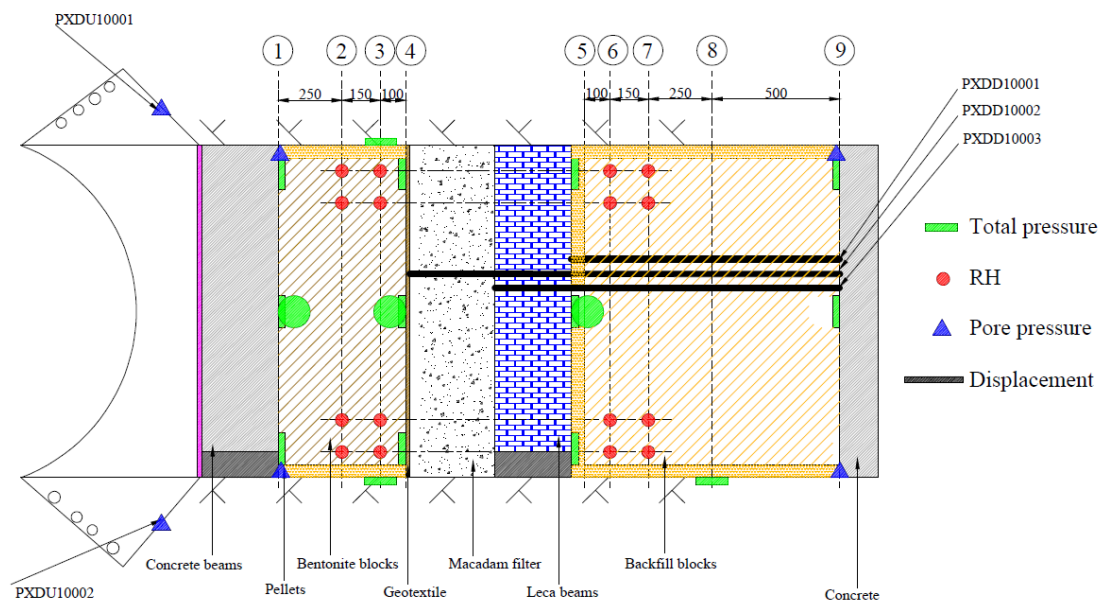 PXDU10001
1
2
3
4
5
6
7
8
9
250
150
100
100
150
250
500
PXDD10001
PXDD10002
PXDD10003
Total pressure
RH
Pore pressure
Displacement
Concrete beams
Bentonite blocks
Macadam filter
Backfill blocks
PXDU10002
Pellets
Geotextile
Leca beams
Concrete